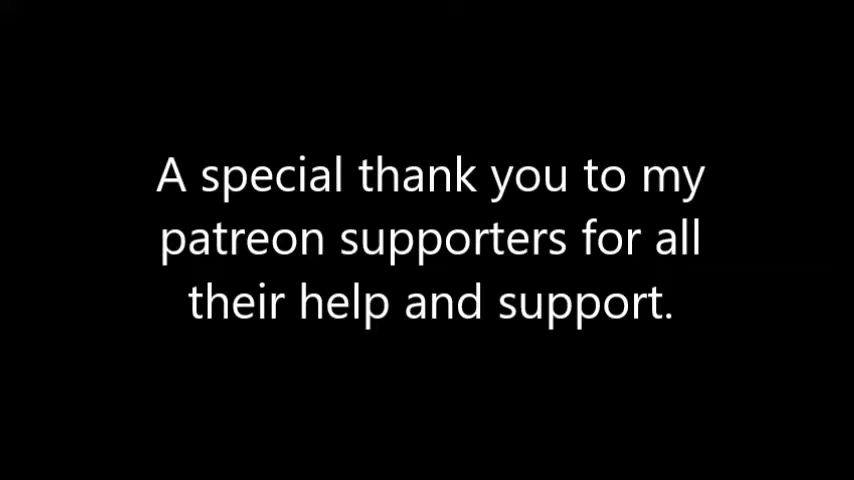 A special thank you to my
patreon supporters for all
their help and support.